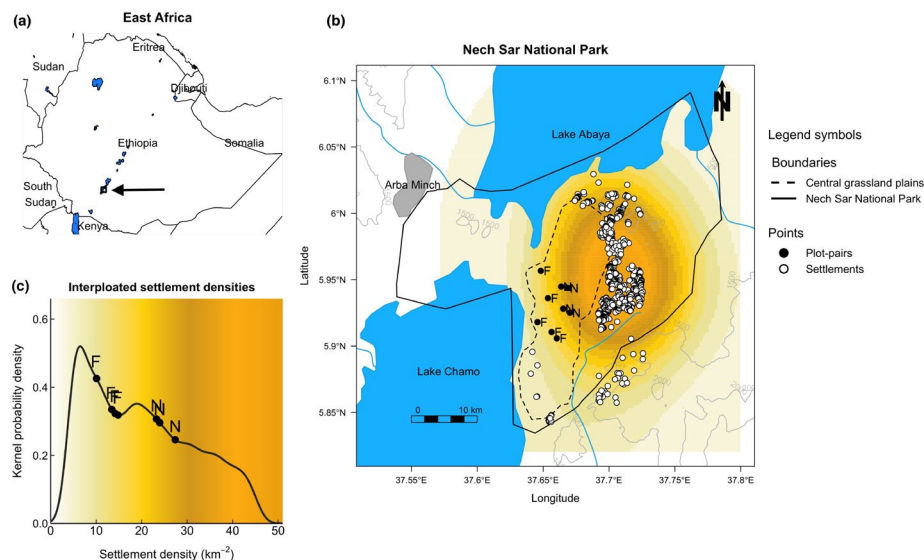 (a)
East Africa
Eritrea
Sudan
Djibouti
Ethiopia
Somalia
South
Sudan
Kenya
(b)
Nech Sar National Park
6.1°N
6.05°N
6°N
5.95°N
5.9°N
5.85°N
Latitude
N
Lake Abaya
Arba Minch
1500
F
N
F
N
F
F
F
Lake Chamo
0 10 km
37.55°E 37.6°E 37.65°E 37.7°E 37.75°E 37.8°E
Longitude
Legend symbols
Boundaries
Central grassland plains
Nech Sar National Park
Points
Plot-pairs
Settlements
(c)
Interploated settlement densities
0.6
0.4
0.2
0.0
Kernel probability density
F
F
F
N
N
N
0 10 20 30 40 50
Settlement density (km⁻²)